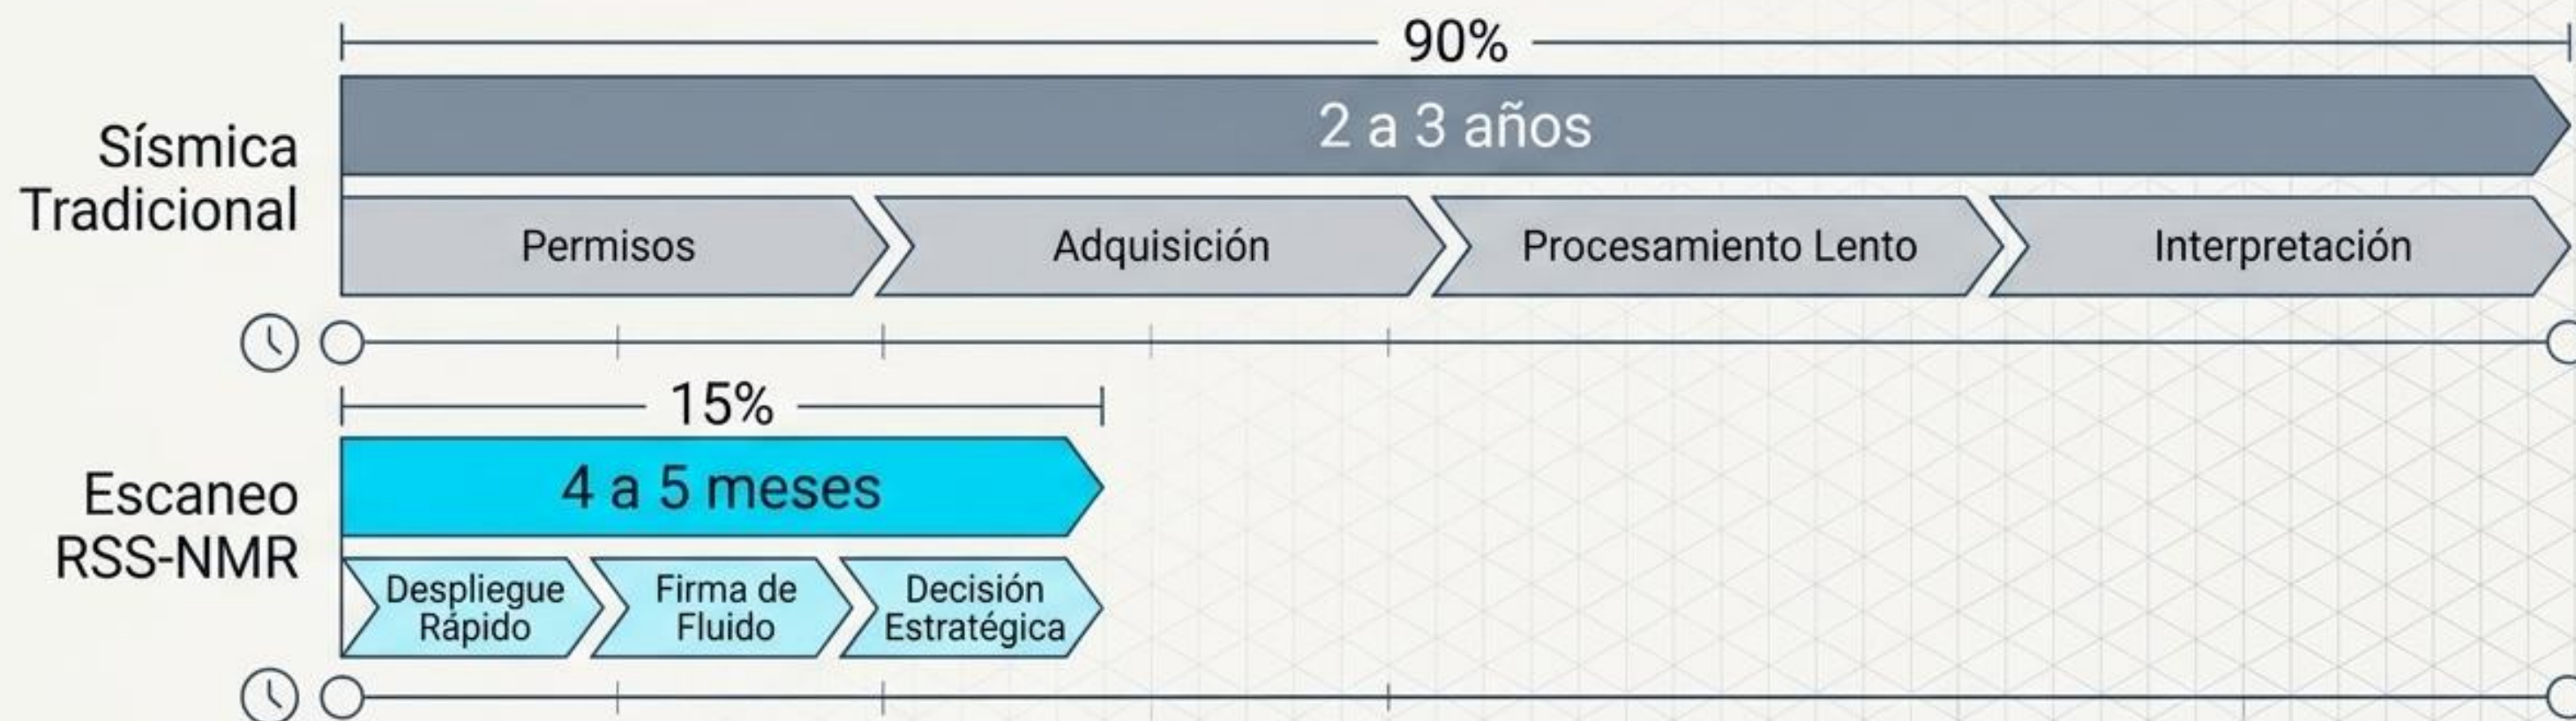 90%
2 a 3 años
Sísmica
Tradicional
Permisos
Adquisición
Procesamiento Lento
Interpretación
15%
4 a 5 meses
Escaneo
RSS-NMR
Despliegue
Rápido
Firma de
Fluido
Decisión
Estratégica